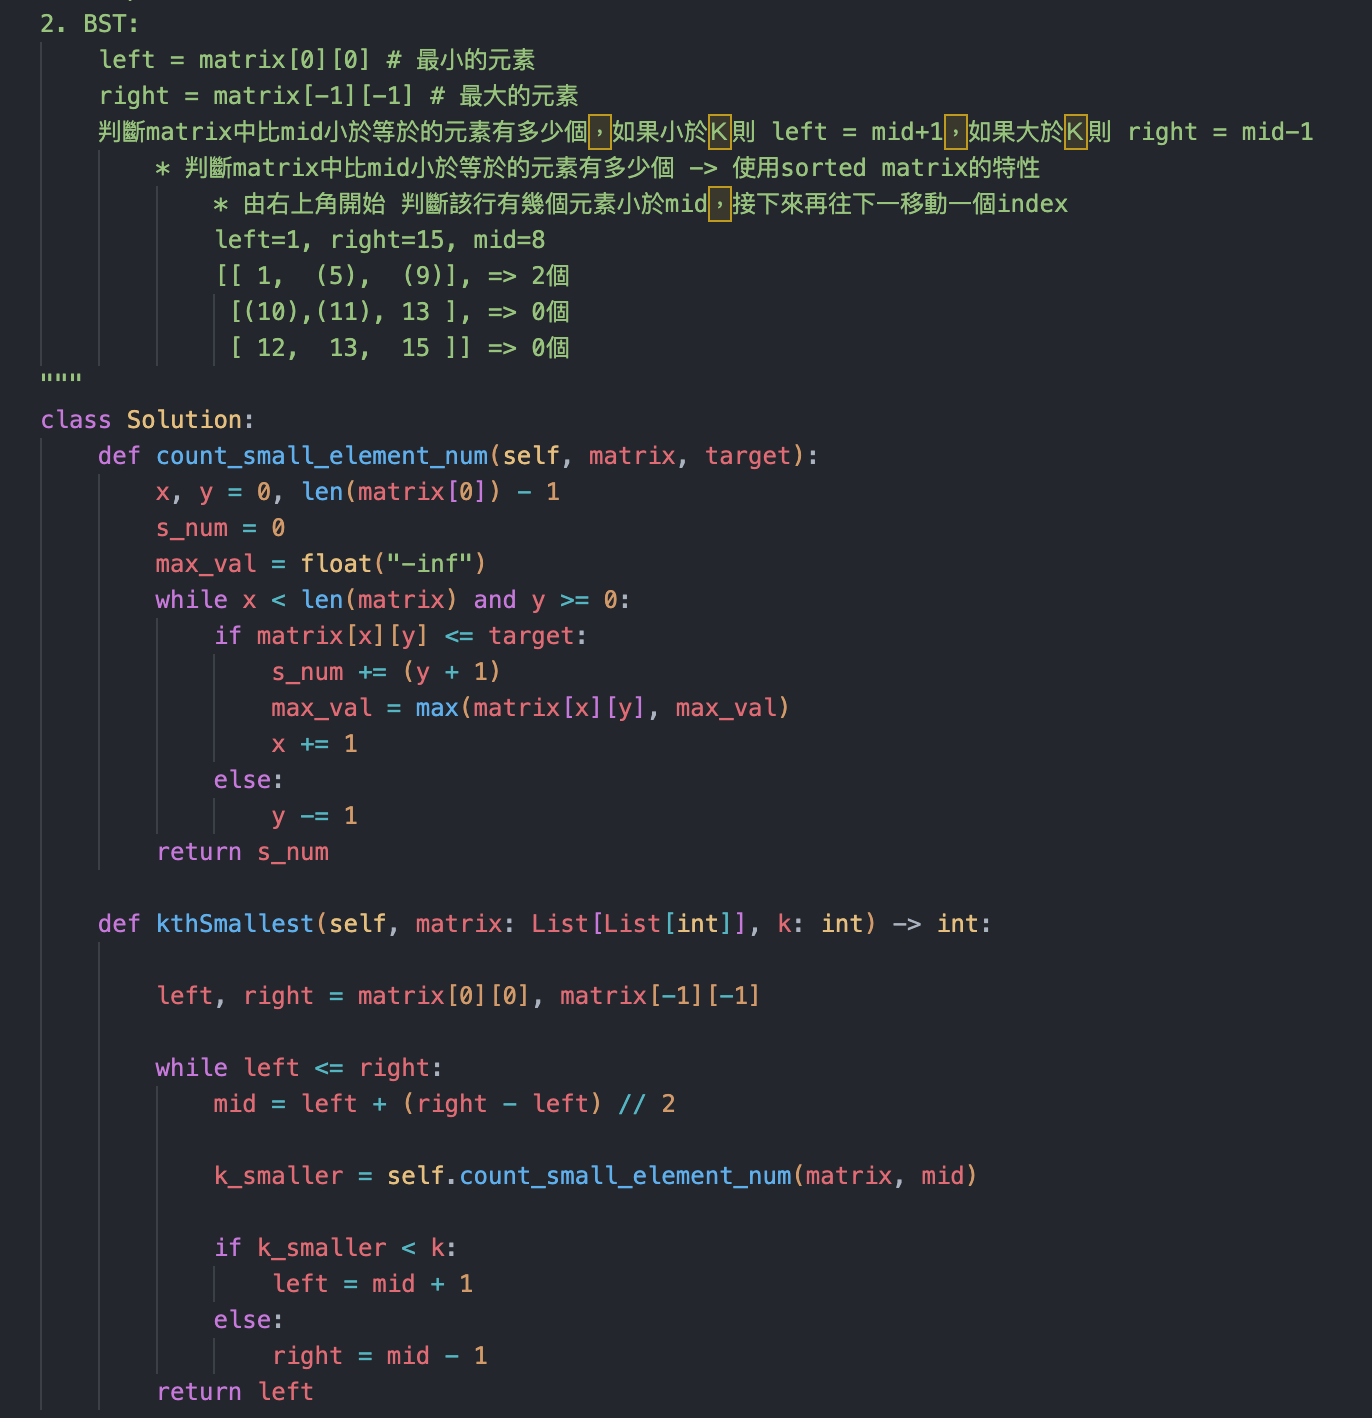 2. BST:
left = matrix[0][0] # 最小的元素
right = matrix[-1][-1] # 最大的元素
判斷matrix中比mid小於等於的元素有多少個，如果小於K則 left = mid+1，如果大於K則 right = mid-1
* 判斷matrix中比mid小於等於的元素有多少個 -> 使用sorted matrix的特性
* 由右上角開始 判斷該行有幾個元素小於mid，接下來再往下一移動一個index
left=1, right=15, mid=8
[[ 1,  (5),  (9)], => 2個
[(10),(11), 13 ], => 0個
[ 12,  13,  15 ]] => 0個
"""
class Solution:
def count_small_element_num(self, matrix, target):
x, y = 0, len(matrix[0]) - 1
s_num = 0
max_val = float("-inf")
while x < len(matrix) and y >= 0:
if matrix[x][y] <= target:
s_num += (y + 1)
max_val = max(matrix[x][y], max_val)
x += 1
else:
y -= 1
return s_num
def kthSmallest(self, matrix: List[List[int]], k: int) -> int:
left, right = matrix[0][0], matrix[-1][-1]
while left <= right:
mid = left + (right - left) // 2
k_smaller = self.count_small_element_num(matrix, mid)
if k_smaller < k:
left = mid + 1
else:
right = mid - 1
return left